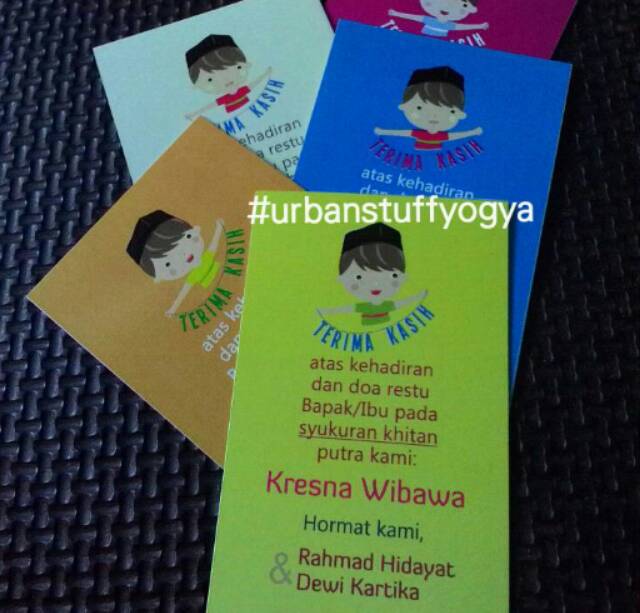 TERIMA KASIH
TERIMA KASIH
atas kehadiran
TERIMA KASIH
atas
#urbanstuffyogya
TERIMA KASIH
atas kehadiran
dan doa restu
Bapak/Ibu pada
syukuran khitan
putra kami:
Kresna Wibawa
Hormat kami,
Rahmad Hidayat
& Dewi Kartika